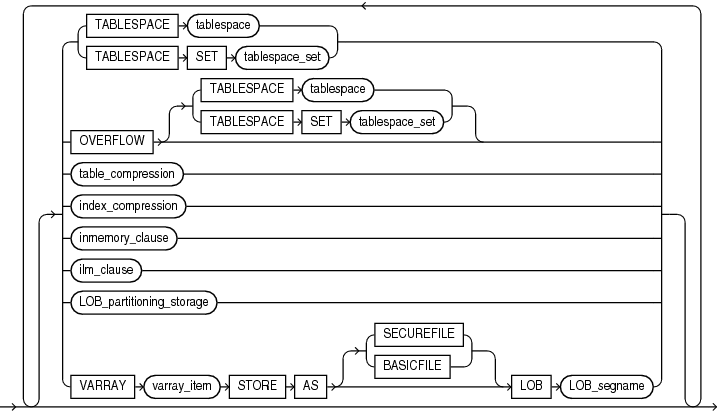 TABLESPACE tablespace
TABLESPACE SET tablespace_set
TABLESPACE tablespace
TABLESPACE SET tablespace_set
OVERFLOW
table_compression
index_compression
inmemory_clause
ilm_clause
LOB_partitioning_storage
SECUREFILE
BASICFILE
VARRAY varray_item STORE AS LOB LOB_segname